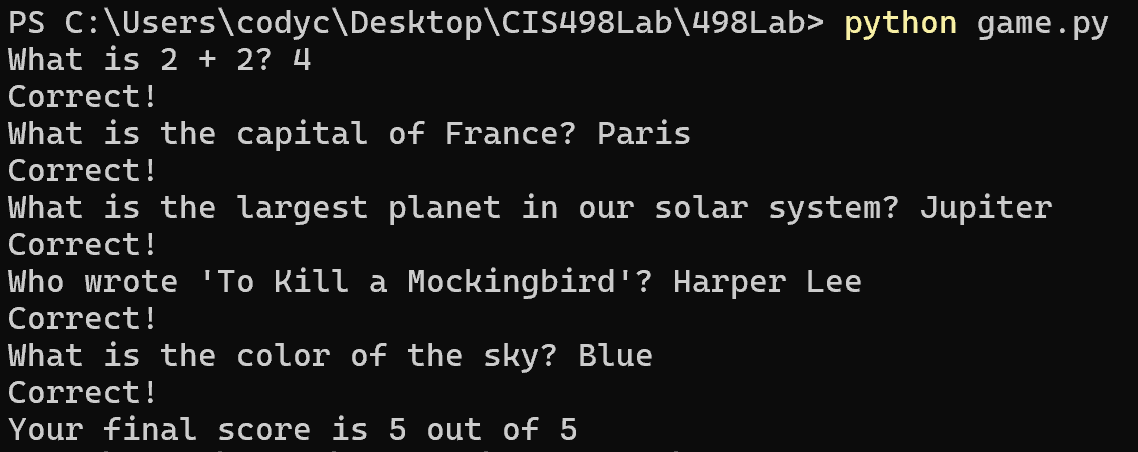 PS C:\Users\codyc\Desktop\CIS498Lab\498Lab> python game.py
What is 2 + 2? 4
Correct!
What is the capital of France? Paris
Correct!
What is the largest planet in our solar system? Jupiter
Correct!
Who wrote 'To Kill a Mockingbird'? Harper Lee
Correct!
What is the color of the sky? Blue
Correct!
Your final score is 5 out of 5